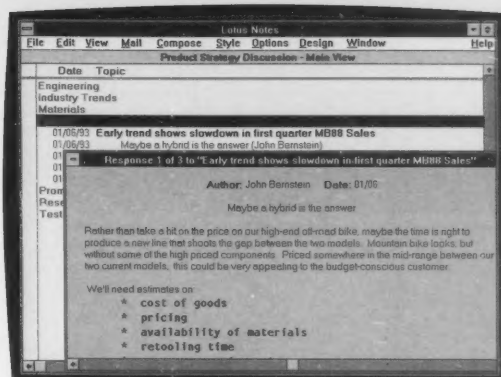 Lotus Notes
File Edit View Mail Compose Style Options Design Window Help
Product Strategy Discussion - Main View
Date Topic
Engineering
Industry Trends
Materials
01/06/93 Early trend shows slowdown in first quarter MB88 Sales
01/06/93 Maybe a hybrid is the answer (John Bernstein)
01
01
01
Prom
Rese
Test
Response 1 of 3 to "Early trend shows slowdown in first quarter MB88 Sales"
Author: John Bernstein Date: 01/06
Maybe a hybrid is the answer
Rather than take a hit on the price on our high-end off-road bike, maybe the time is right to
produce a new line that shoots the gap between the two models. Mountain bike looks, but
without some of the high priced components. Priced somewhere in the mid-range between our
two current models, this could be very appealing to the budget-conscious customer.
We'll need estimates on:
* cost of goods
* pricing
* availability of materials
* retooling time